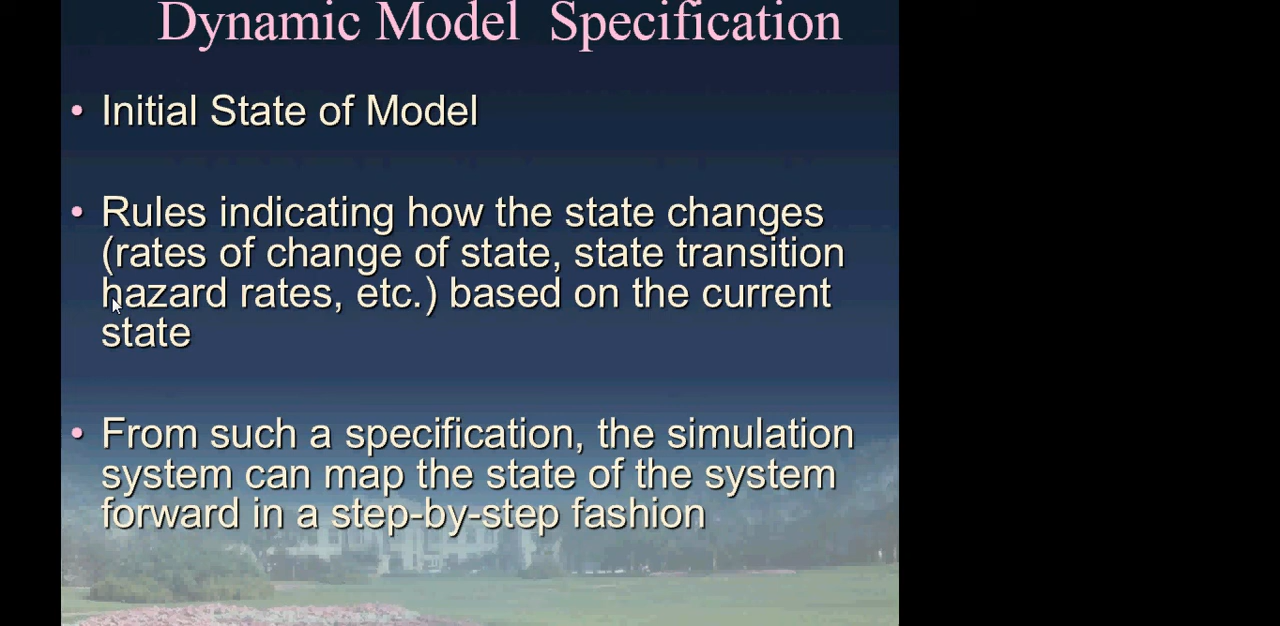 Dynamic Model Specification
• Initial State of Model
• Rules indicating how the state changes
(rates of change of state, state transition
hazard rates, etc.) based on the current
state
• From such a specification, the simulation
system can map the state of the system
forward in a step-by-step fashion